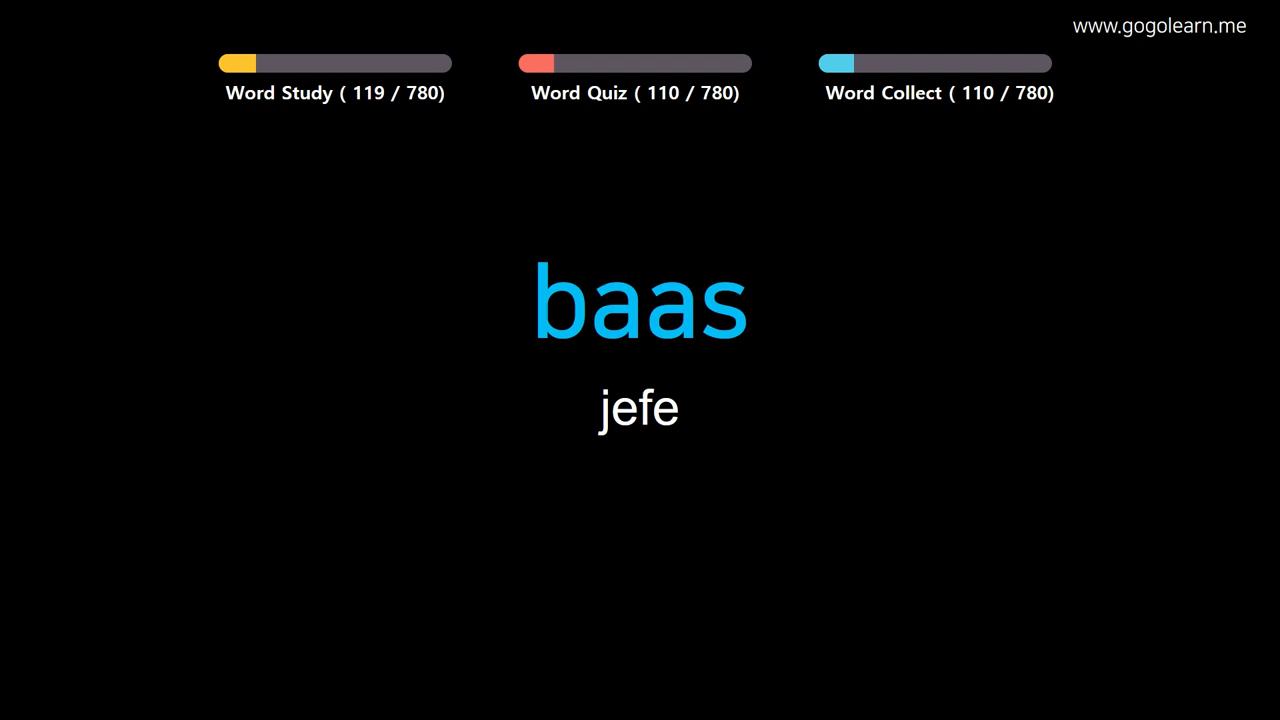 www.gogolearn.me
Word Study ( 119 / 780)
Word Quiz ( 110 / 780)
Word Collect ( 110 / 780)
baas
jefe